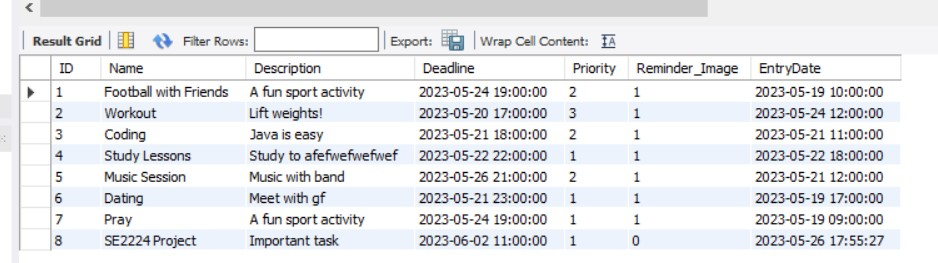 Result Grid Filter Rows: Export: Wrap Cell Content: IA
ID Name Description Deadline Priority Reminder_Image EntryDate
1 Football with Friends A fun sport activity 2023-05-24 19:00:00 2 1 2023-05-19 10:00:00
2 Workout Lift weights! 2023-05-20 17:00:00 3 1 2023-05-24 12:00:00
3 Coding Java is easy 2023-05-21 18:00:00 2 1 2023-05-21 11:00:00
4 Study Lessons Study to afefwefwefwef 2023-05-22 22:00:00 1 1 2023-05-22 18:00:00
5 Music Session Music with band 2023-05-26 21:00:00 2 1 2023-05-21 12:00:00
6 Dating Meet with gf 2023-05-21 23:00:00 1 1 2023-05-19 17:00:00
7 Pray A fun sport activity 2023-05-24 19:00:00 1 1 2023-05-19 09:00:00
8 SE2224 Project Important task 2023-06-02 11:00:00 1 0 2023-05-26 17:55:27